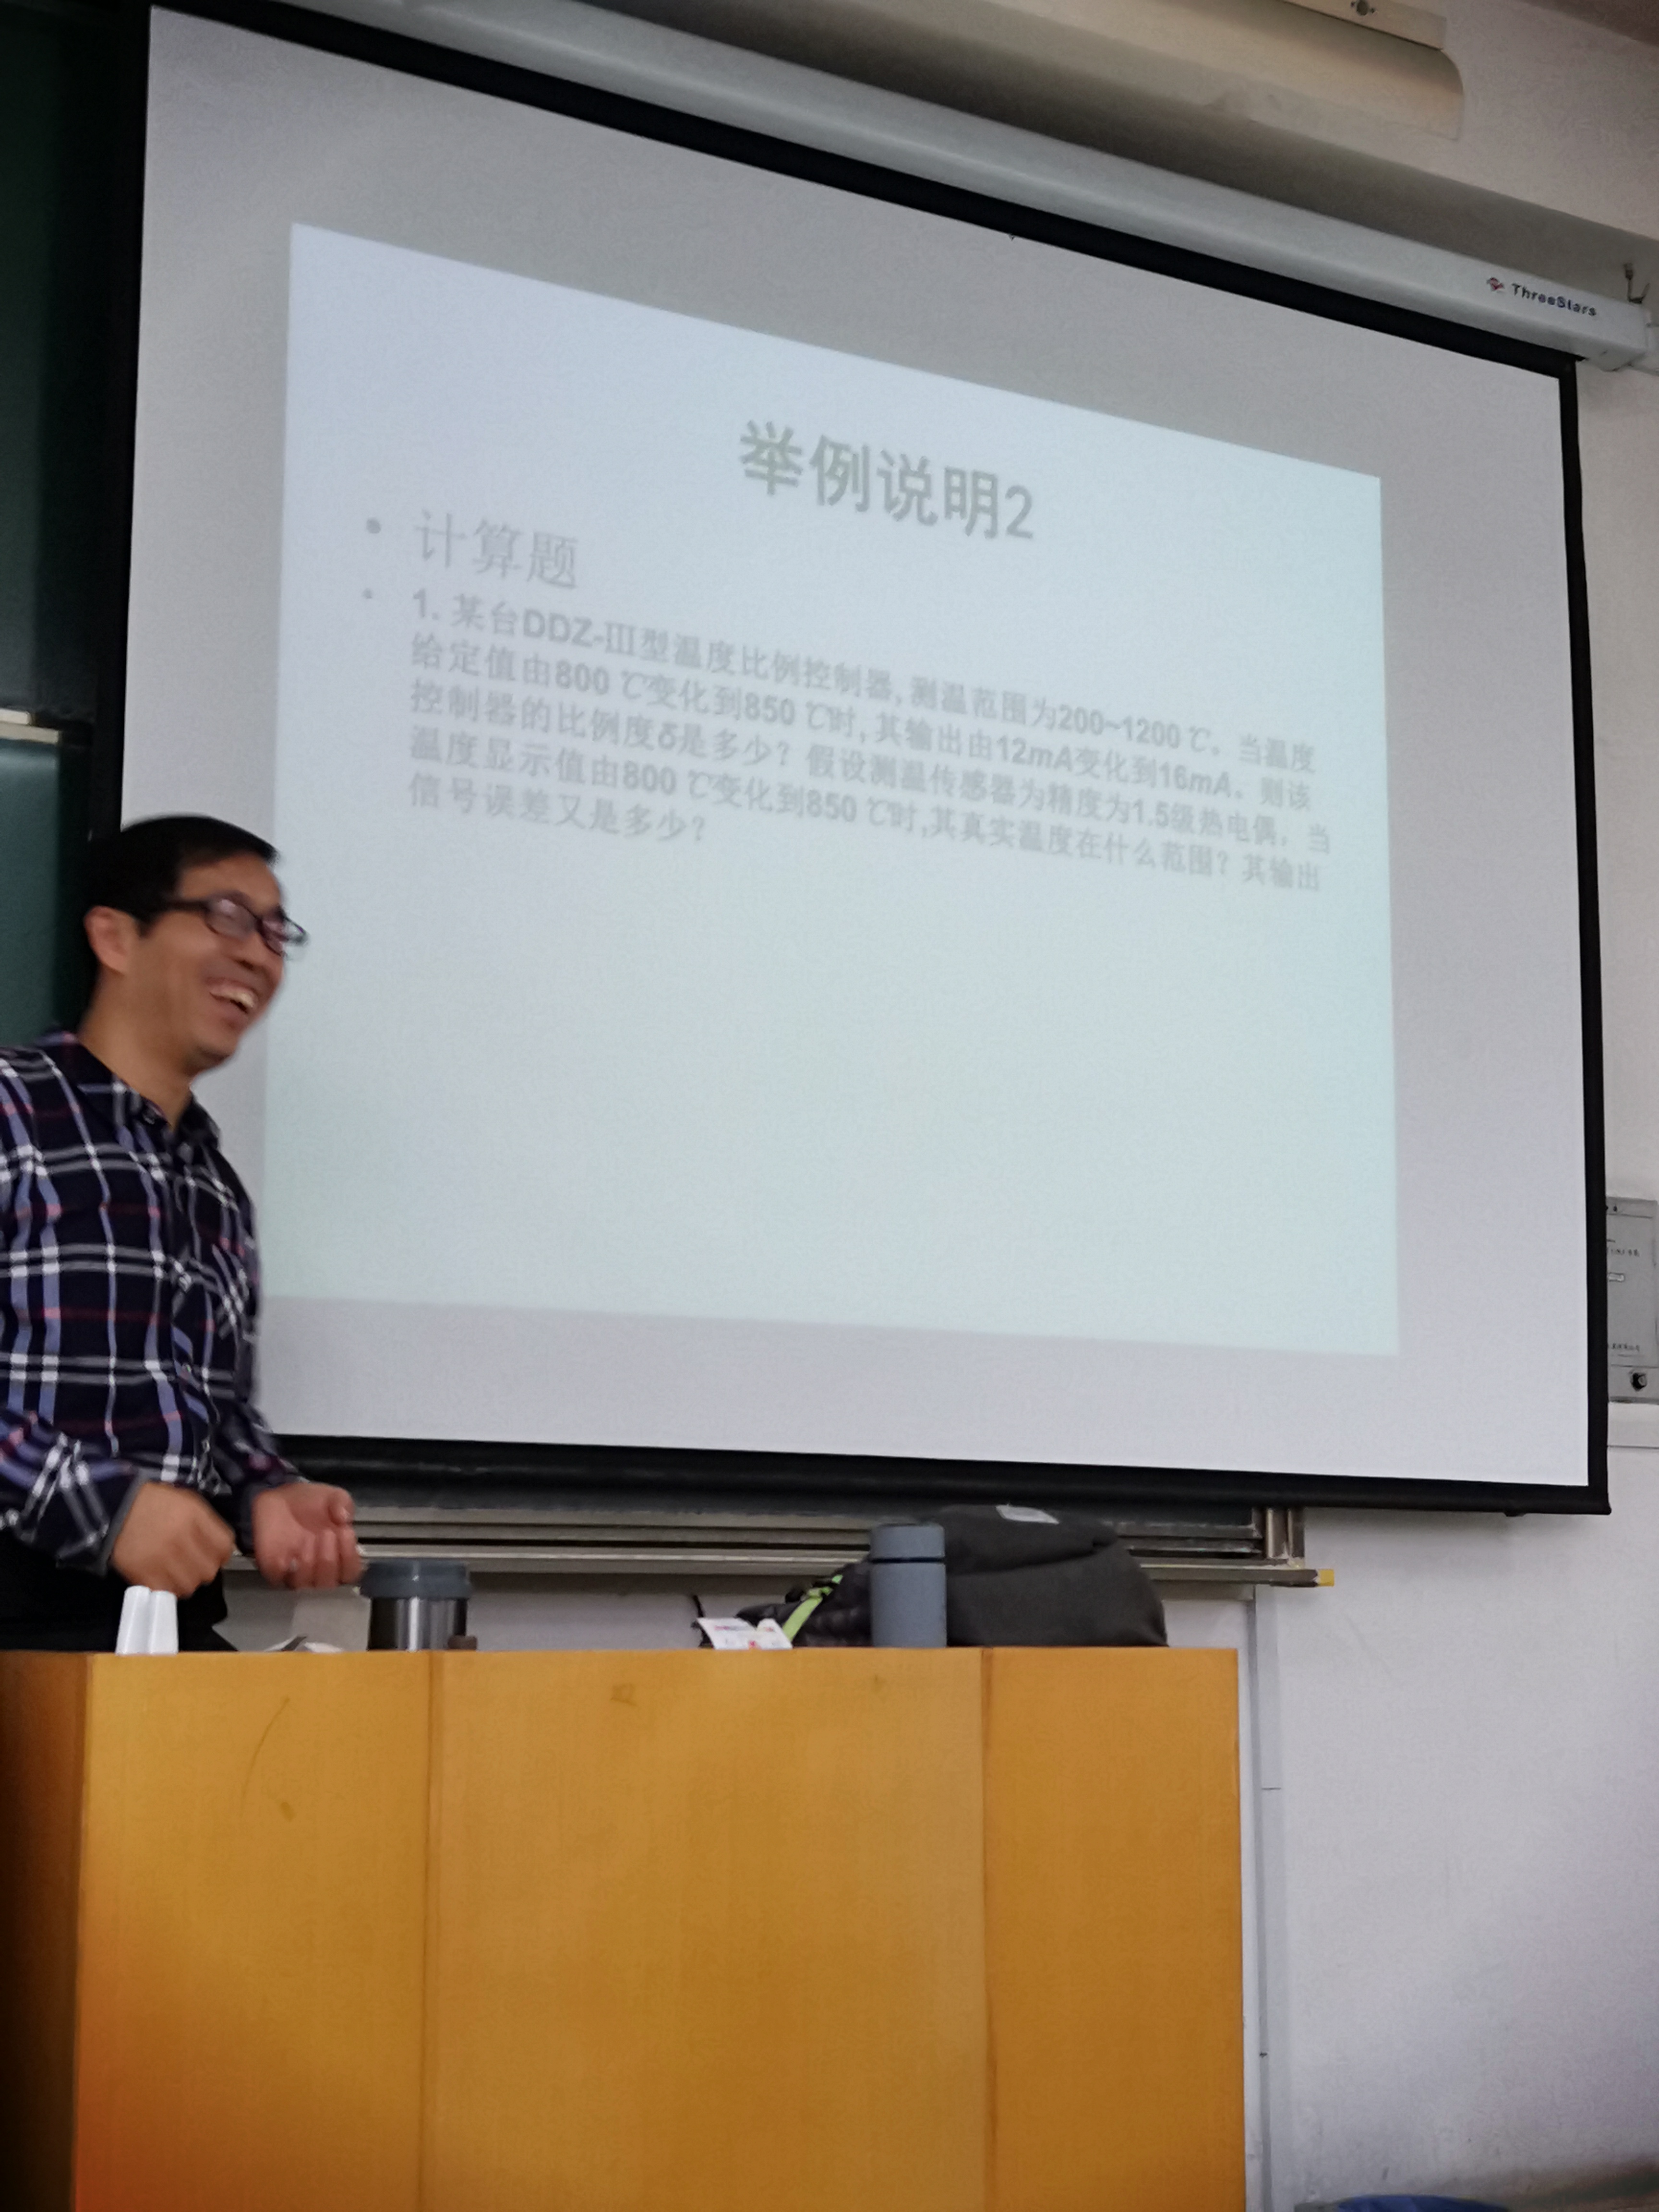 ThreeStars
举例说明2
• 计算题
• 1. 某台DDZ-Ⅲ型温度比例控制器，测温范围为200~1200 ℃。当温度
给定值由800 ℃变化到850 ℃时，其输出由12mA变化到16mA。则该
控制器的比例度δ是多少？假设测温传感器为精度为1.5级热电偶，当
温度显示值由800 ℃变化到850 ℃时,其真实温度在什么范围？其输出
信号误差又是多少？